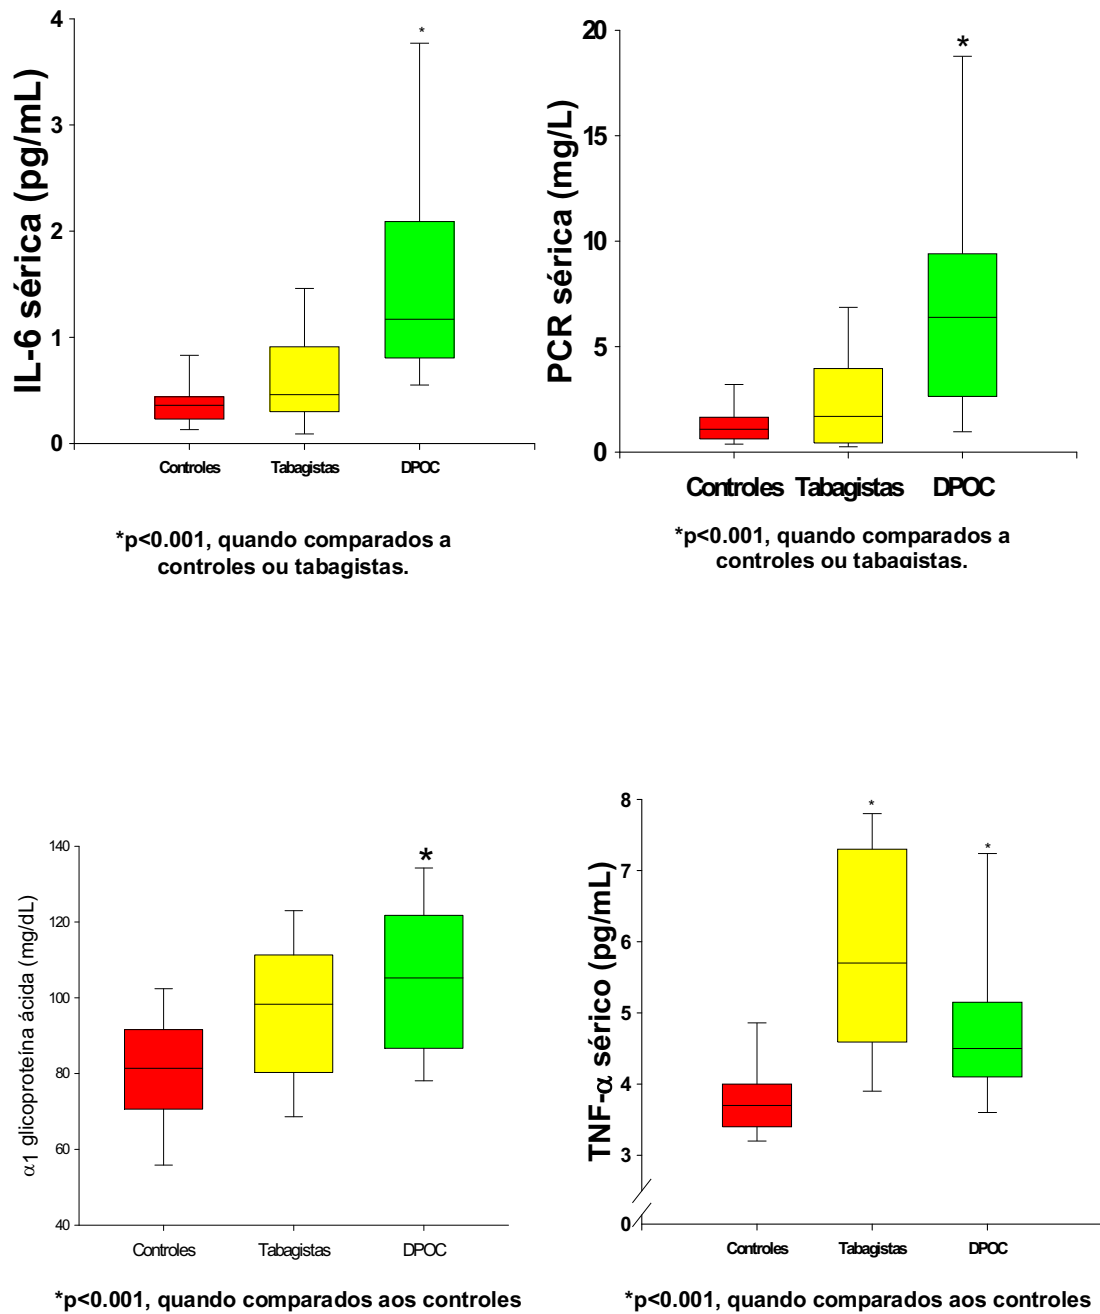 4
3
2
1
0
IL-6 sérica (pg/mL)
*
Controles
Tabagistas
DPOC
*p<0.001, quando comparados a
controles ou tabagistas.
20
15
10
5
0
PCR sérica (mg/L)
*
Controles
Tabagistas
DPOC
*p<0.001, quando comparados a
controles ou tabagistas.
140
120
100
80
60
40
α1 glicoproteína ácida (mg/dL)
*
Controles
Tabagistas
DPOC
*p<0.001, quando comparados aos controles
8
7
6
5
4
3
0
TNF-α sérico (pg/mL)
*
*
Controles
Tabagistas
DPOC
*p<0.001, quando comparados aos controles